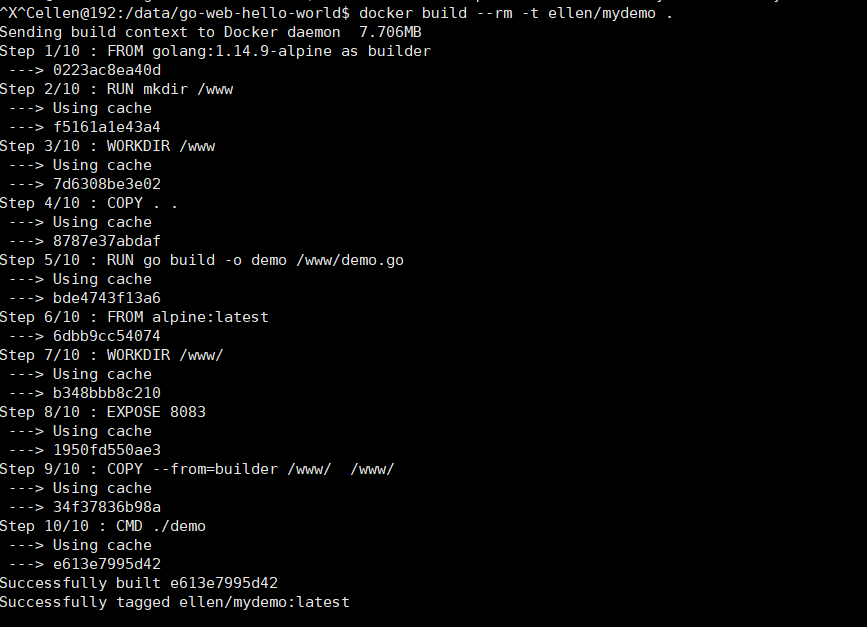 ^X^Cellen@192:/data/go-web-hello-world$ docker build --rm -t ellen/mydemo .
Sending build context to Docker daemon  7.706MB
Step 1/10 : FROM golang:1.14.9-alpine as builder
 ---> 0223ac8ea40d
Step 2/10 : RUN mkdir /www
 ---> Using cache
 ---> f5161a1e43a4
Step 3/10 : WORKDIR /www
 ---> Using cache
 ---> 7d6308be3e02
Step 4/10 : COPY . .
 ---> Using cache
 ---> 8787e37abdaf
Step 5/10 : RUN go build -o demo /www/demo.go
 ---> Using cache
 ---> bde4743f13a6
Step 6/10 : FROM alpine:latest
 ---> 6dbb9cc54074
Step 7/10 : WORKDIR /www/
 ---> Using cache
 ---> b348bbb8c210
Step 8/10 : EXPOSE 8083
 ---> Using cache
 ---> 1950fd550ae3
Step 9/10 : COPY --from=builder /www/  /www/
 ---> Using cache
 ---> 34f37836b98a
Step 10/10 : CMD ./demo
 ---> Using cache
 ---> e613e7995d42
Successfully built e613e7995d42
Successfully tagged ellen/mydemo:latest